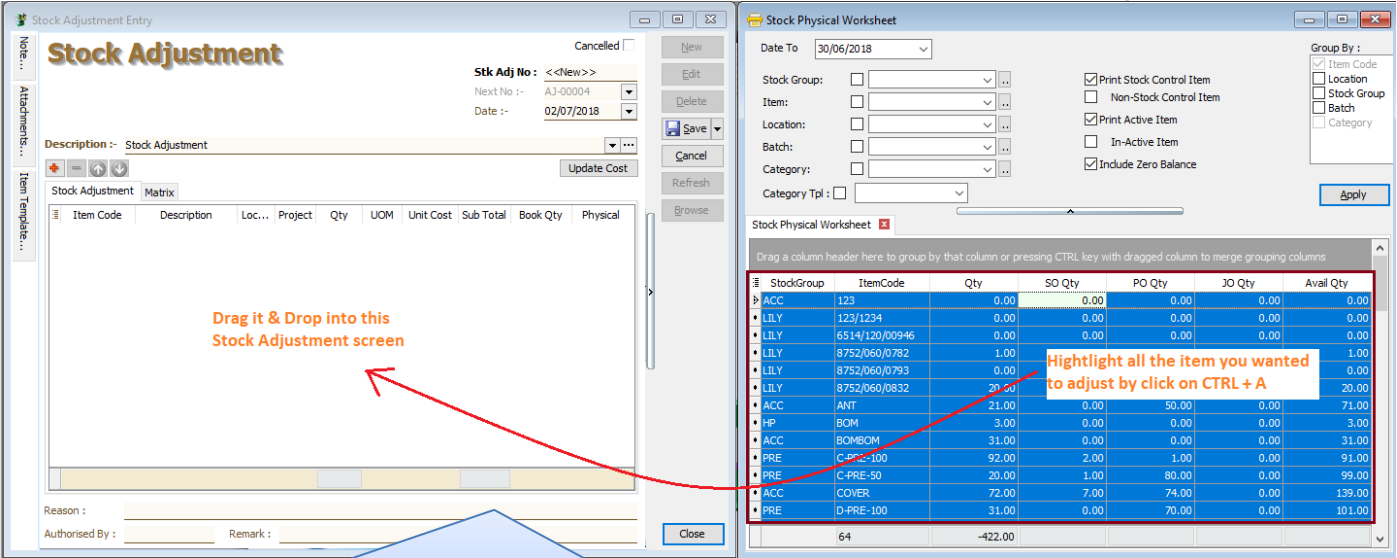 Stock Adjustment Entry
Note...
Attachments...
Item Template...
Stock Adjustment
Cancelled
Stk Adj No : <<New>>
Next No :- AJ-00004
Date :- 02/07/2018
Description :- Stock Adjustment
Update Cost
Stock Adjustment Matrix
Item Code Description Loc... Project Qty UOM Unit Cost Sub Total Book Qty Physical
Drag it & Drop into this
Stock Adjustment screen
Reason :
Authorised By : Remark :
New
Edit
Delete
Save
Cancel
Refresh
Browse
Close
Stock Physical Worksheet
Date To 30/06/2018
Stock Group:
Item:
Location:
Batch:
Category:
Category Tpl :
Print Stock Control Item
Non-Stock Control Item
Print Active Item
In-Active Item
Include Zero Balance
Group By :
Item Code
Location
Stock Group
Batch
Category
Apply
Stock Physical Worksheet
Drag a column header here to group by that column or pressing CTRL key with dragged column to merge grouping columns
StockGroup ItemCode Qty SO Qty PO Qty JO Qty Avail Qty
ACC 123 0.00 0.00 0.00 0.00 0.00
LILY 123/1234 0.00 0.00 0.00 0.00 0.00
LILY 6514/120/00946 0.00 0.00 0.00 0.00 0.00
LILY 8752/060/0782 1.00 1.00
LILY 8752/060/0793 0.00 0.00
LILY 8752/060/0832 20.00 20.00
Hightlight all the item you wanted
to adjust by click on CTRL + A
ACC ANT 21.00 0.00 50.00 0.00 71.00
HP BOM 3.00 0.00 0.00 0.00 3.00
ACC BOMBOM 31.00 0.00 0.00 0.00 31.00
PRE C-PRE-100 92.00 2.00 1.00 0.00 91.00
PRE C-PRE-50 20.00 1.00 80.00 0.00 99.00
ACC COVER 72.00 7.00 74.00 0.00 139.00
PRE D-PRE-100 31.00 0.00 70.00 0.00 101.00
64 -422.00